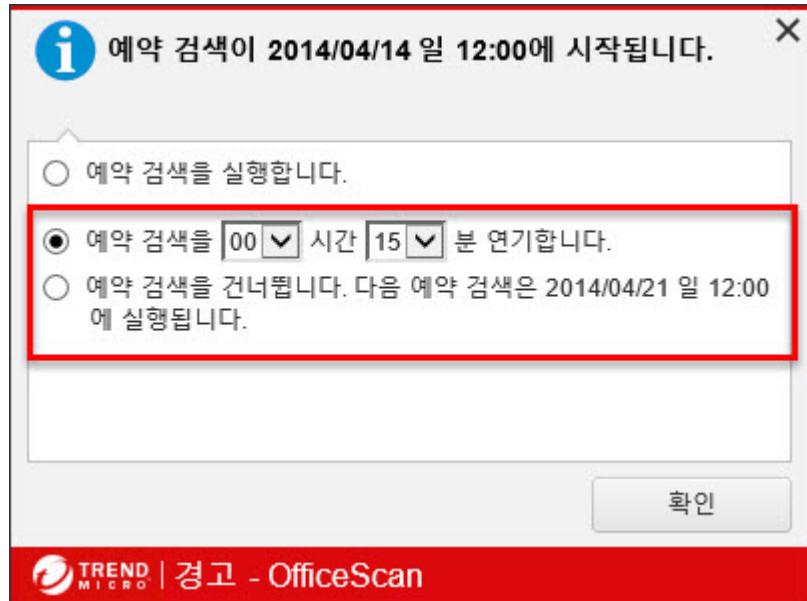 예약 검색이 2014/04/14 일 12:00에 시작됩니다.
예약 검색을 실행합니다.
예약 검색을 00 시간 15 분 연기합니다.
예약 검색을 건너뜁니다. 다음 예약 검색은 2014/04/21 일 12:00
에 실행됩니다.
확인
TREND MICRO | 경고 - OfficeScan